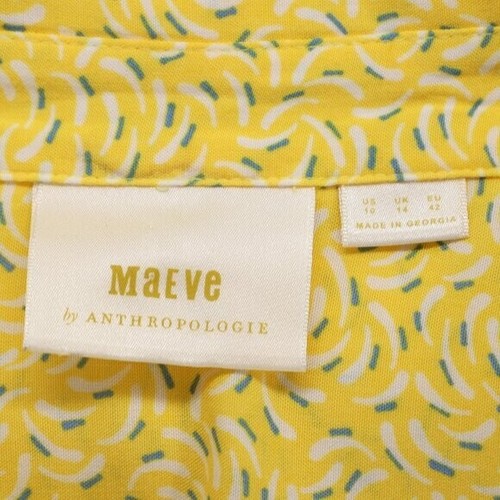 MaEve
by ANTHROPOLOGIE
US UK EU
10 14 42
MADE IN GEORGIA